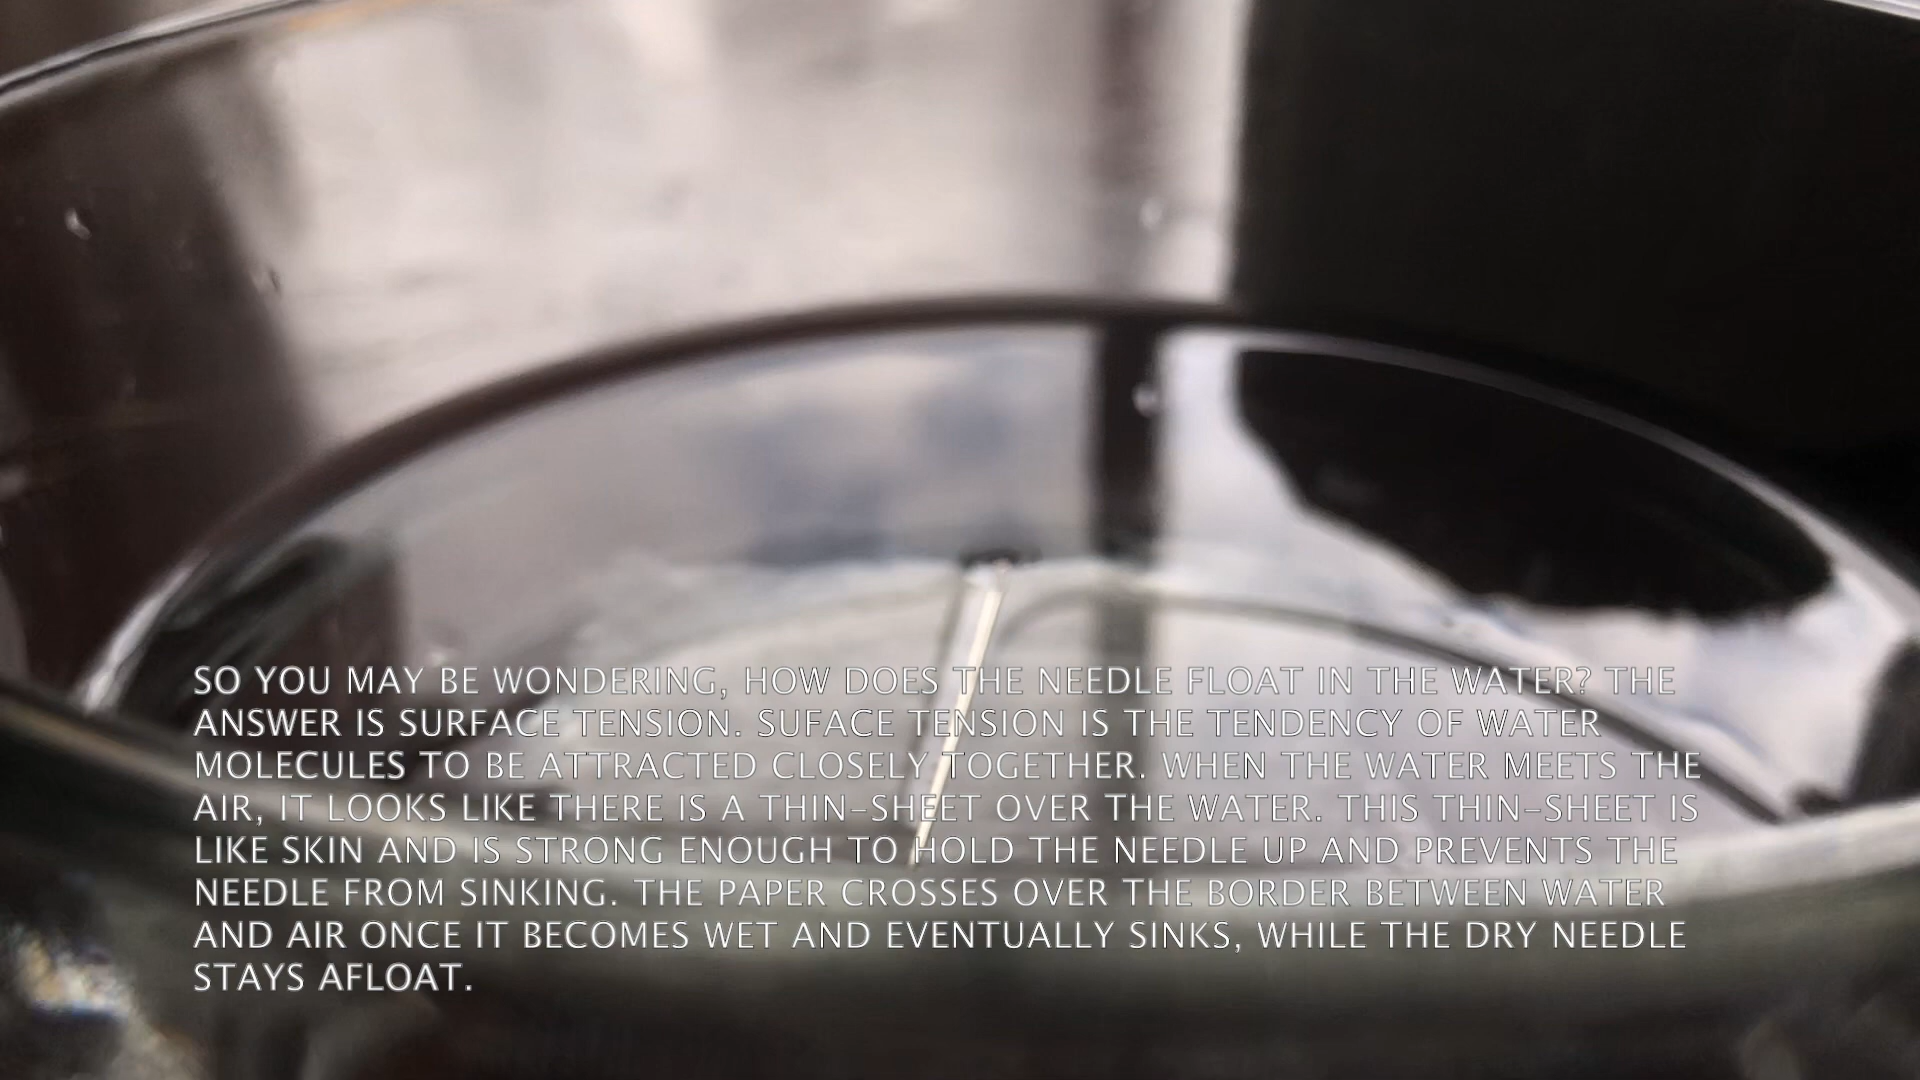 SO YOU MAY BE WONDERING, HOW DOES THE NEEDLE FLOAT IN THE WATER? THE
ANSWER IS SURFACE TENSION. SUFACE TENSION IS THE TENDENCY OF WATER
MOLECULES TO BE ATTRACTED CLOSELY TOGETHER. WHEN THE WATER MEETS THE
AIR, IT LOOKS LIKE THERE IS A THIN-SHEET OVER THE WATER. THIS THIN-SHEET IS
LIKE SKIN AND IS STRONG ENOUGH TO HOLD THE NEEDLE UP AND PREVENTS THE
NEEDLE FROM SINKING. THE PAPER CROSSES OVER THE BORDER BETWEEN WATER
AND AIR ONCE IT BECOMES WET AND EVENTUALLY SINKS, WHILE THE DRY NEEDLE
STAYS AFLOAT.